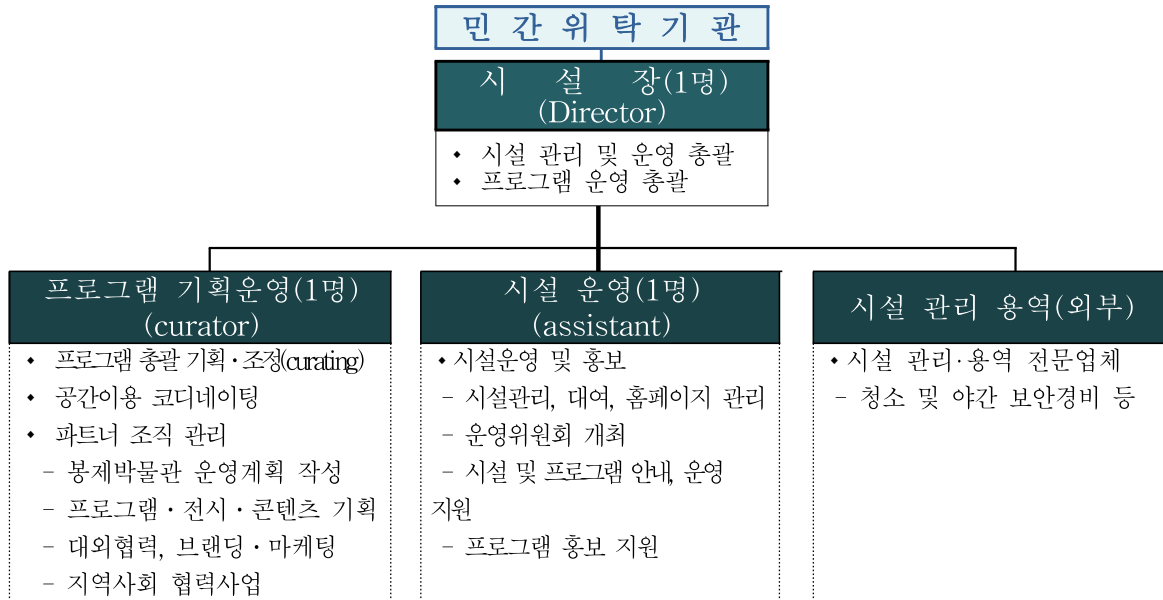 민 간 위 탁 기 관
시 설 장(1명)
(Director)
◆ 시설 관리 및 운영 총괄
◆ 프로그램 운영 총괄
프로그램 기획운영(1명)
(curator)
◆ 프로그램 총괄 기획·조정(curating)
◆ 공간이용 코디네이팅
◆ 파트너 조직 관리
- 봉제박물관 운영계획 작성
- 프로그램·전시·콘텐츠 기획
- 대외협력, 브랜딩·마케팅
- 지역사회 협력사업
시설 운영(1명)
(assistant)
◆시설운영 및 홍보
- 시설관리, 대여, 홈페이지 관리
- 운영위원회 개최
- 시설 및 프로그램 안내, 운영
지원
- 프로그램 홍보 지원
시설 관리 용역(외부)
◆시설 관리·용역 전문업체
- 청소 및 야간 보안경비 등